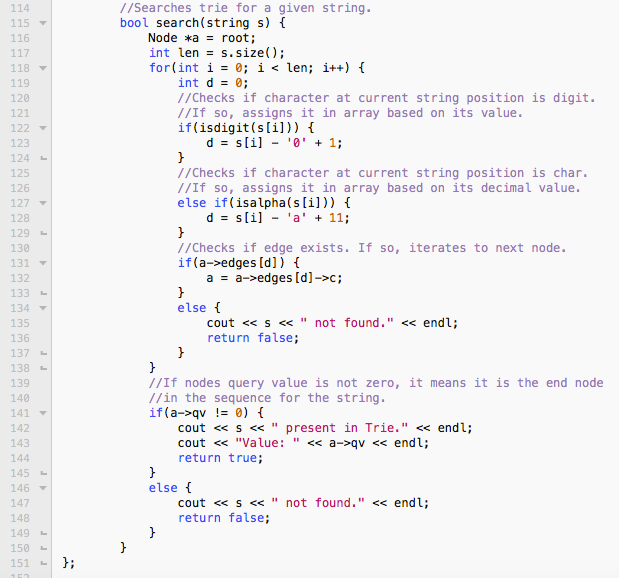 114 //Searches trie for a given string.
115 bool search(string s) {
116 Node *a = root;
117 int len = s.size();
118 for(int i = 0; i < len; i++) {
119 int d = 0;
120 //Checks if character at current string position is digit.
121 //If so, assigns it in array based on its value.
122 if(isdigit(s[i])) {
123 d = s[i] - '0' + 1;
124 }
125 //Checks if character at current string position is char.
126 //If so, assigns it in array based on its decimal value.
127 else if(isalpha(s[i])) {
128 d = s[i] - 'a' + 11;
129 }
130 //Checks if edge exists. If so, iterates to next node.
131 if(a->edges[d]) {
132 a = a->edges[d]->c;
133 }
134 else {
135 cout << s << " not found." << endl;
136 return false;
137 }
138 }
139 //If nodes query value is not zero, it means it is the end node
140 //in the sequence for the string.
141 if(a->qv != 0) {
142 cout << s << " present in Trie." << endl;
143 cout << "Value: " << a->qv << endl;
144 return true;
145 }
146 else {
147 cout << s << " not found." << endl;
148 return false;
149 }
150 }
151 };
152